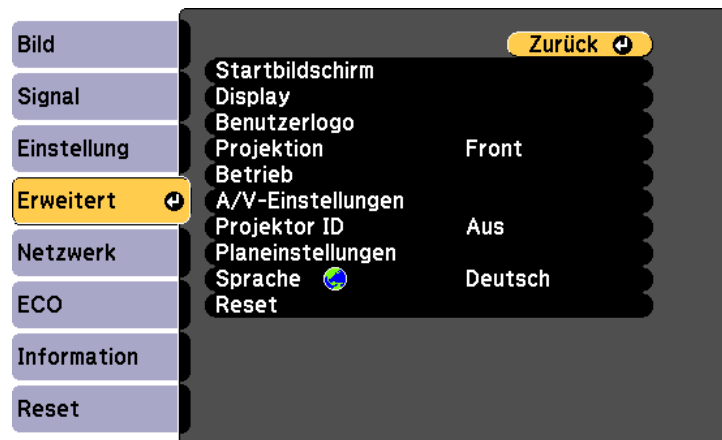 Bild
Signal
Einstellung
Erweitert
Netzwerk
ECO
Information
Reset
Zurück
Startbildschirm
Display
Benutzerlogo
Projektion Front
Betrieb
A/V-Einstellungen
Projektor ID Aus
Planeinstellungen
Sprache Deutsch
Reset